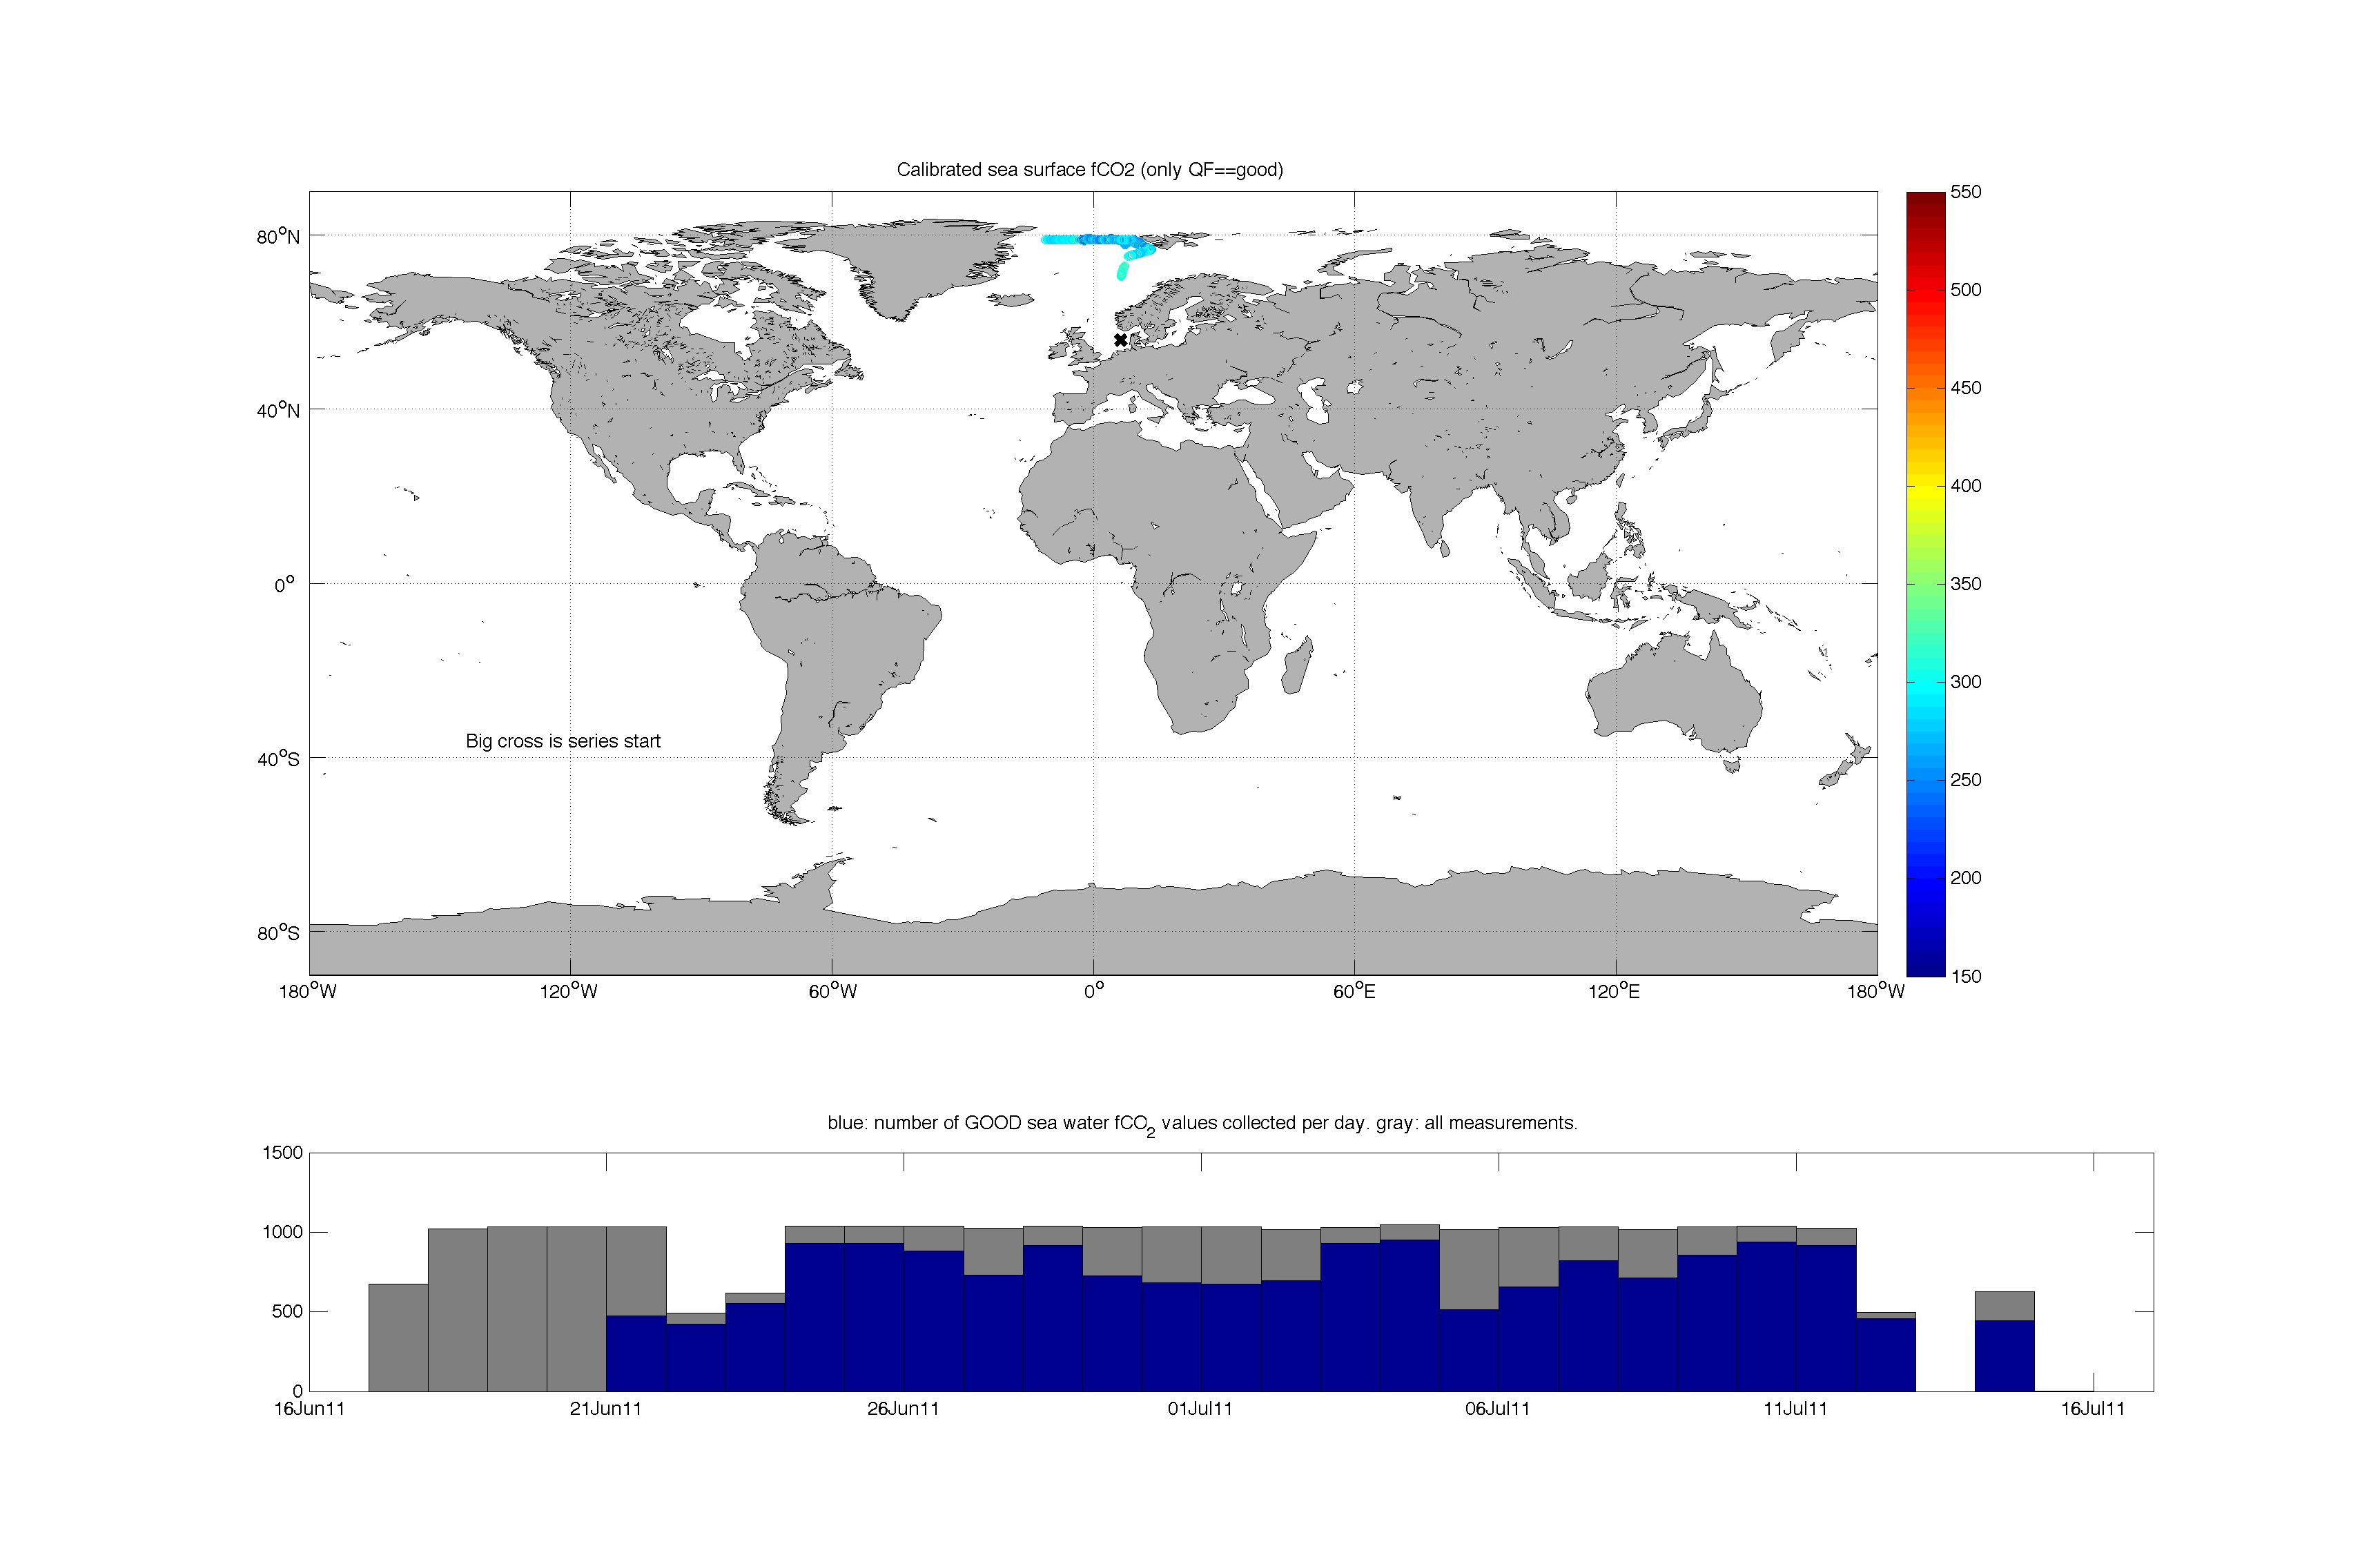 Calibrated sea surface fCO2 (only QF==good)
80°N
40°N
0°
40°S
80°S
180°W 120°W 60°W 0° 60°E 120°E 180°W
Big cross is series start
550
500
450
400
350
300
250
200
150
blue: number of GOOD sea water fCO₂ values collected per day. gray: all measurements.
1500
1000
500
0
16Jun11 21Jun11 26Jun11 01Jul11 06Jul11 11Jul11 16Jul11